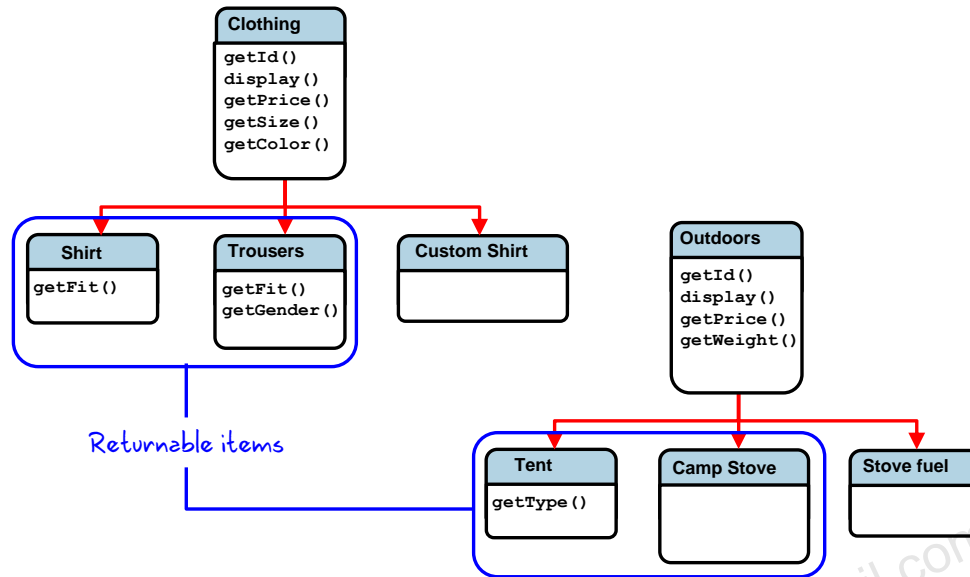 Clothing
getId()
display()
getPrice()
getSize()
getColor()
Shirt
getFit()
Trousers
getFit()
getGender()
Custom Shirt
Outdoors
getId()
display()
getPrice()
getWeight()
Returnable items
Tent
getType()
Camp Stove
Stove fuel